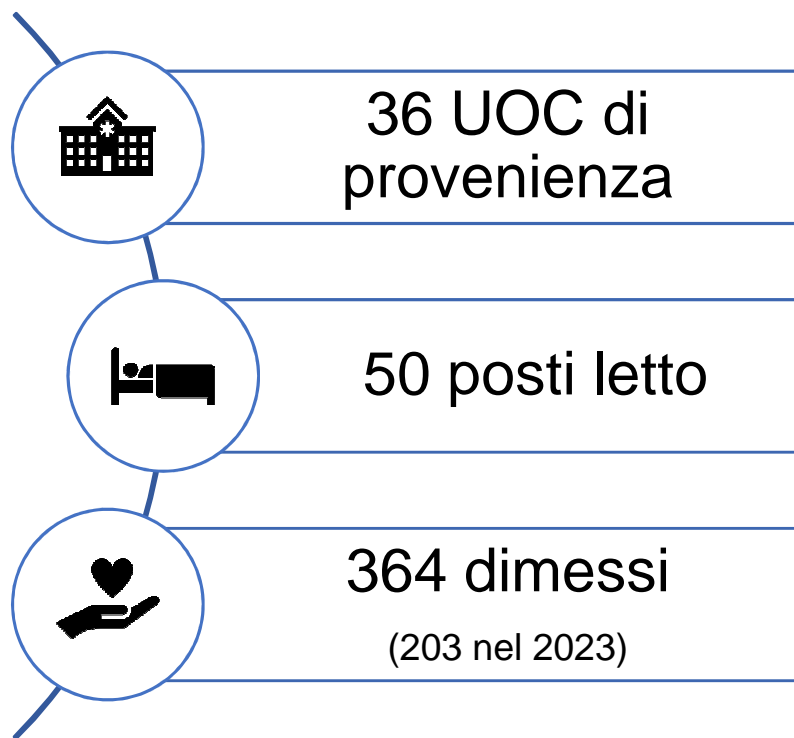 36 UOC di
provenienza
50 posti letto
364 dimessi
(203 nel 2023)